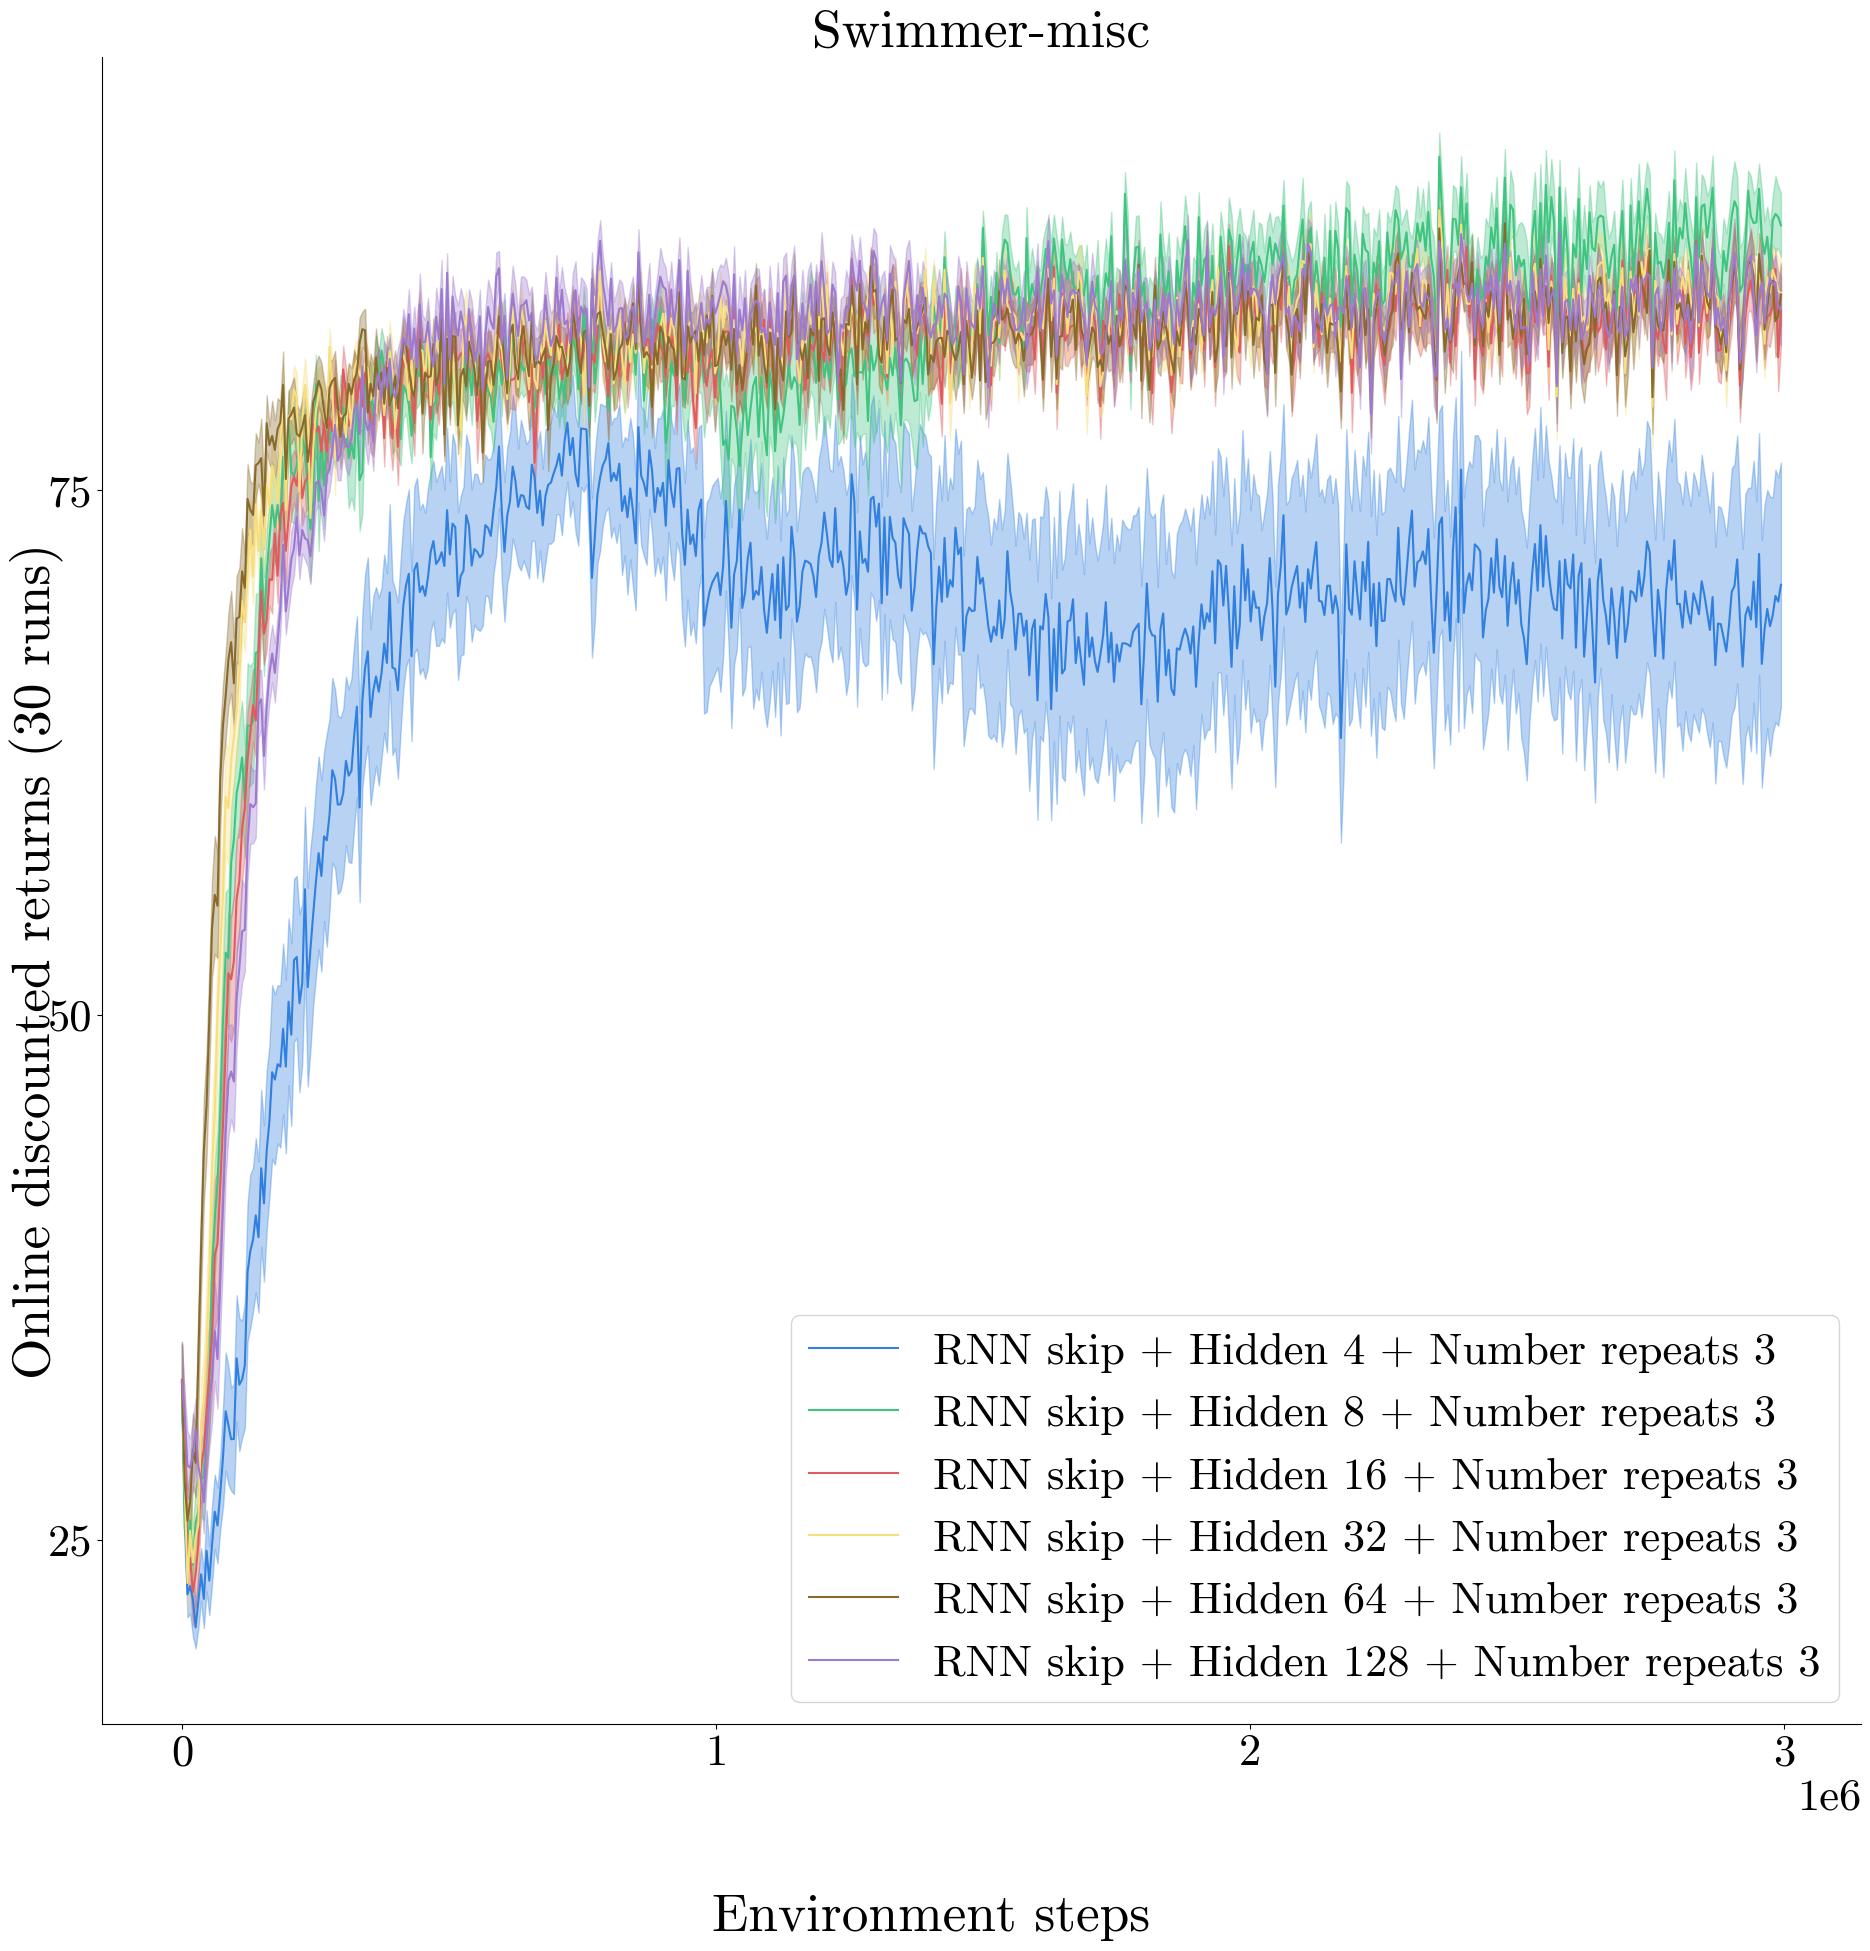 Swimmer-misc
Online discounted returns (30 runs)
75
50
25
RNN skip + Hidden 4 + Number repeats 3
RNN skip + Hidden 8 + Number repeats 3
RNN skip + Hidden 16 + Number repeats 3
RNN skip + Hidden 32 + Number repeats 3
RNN skip + Hidden 64 + Number repeats 3
RNN skip + Hidden 128 + Number repeats 3
0 1 2 3
1e6
Environment steps